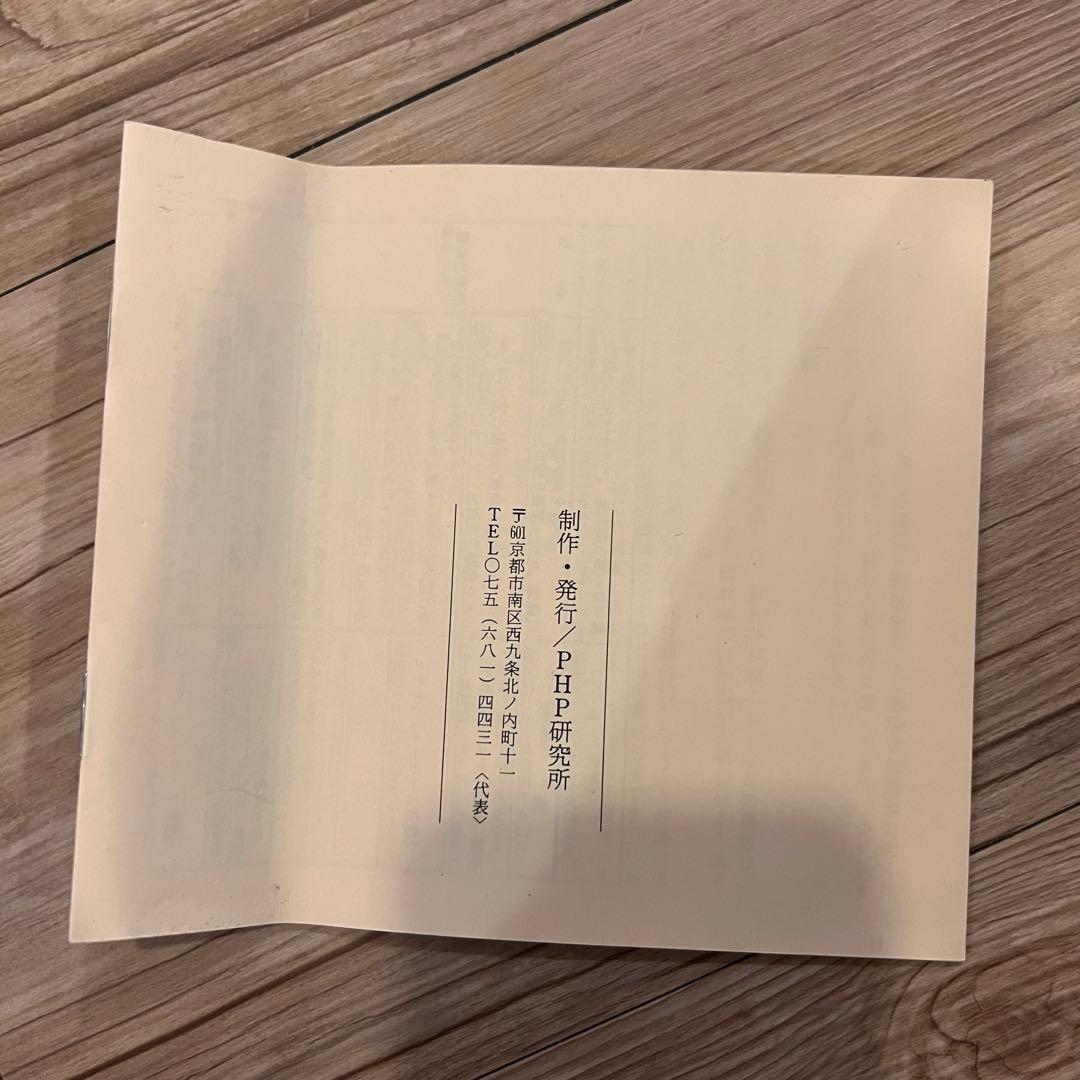 制作・発行／PHP研究所
〒601京都市南区西九条北ノ内町十一
TEL〇七五（六八一）四四三一〈代表〉